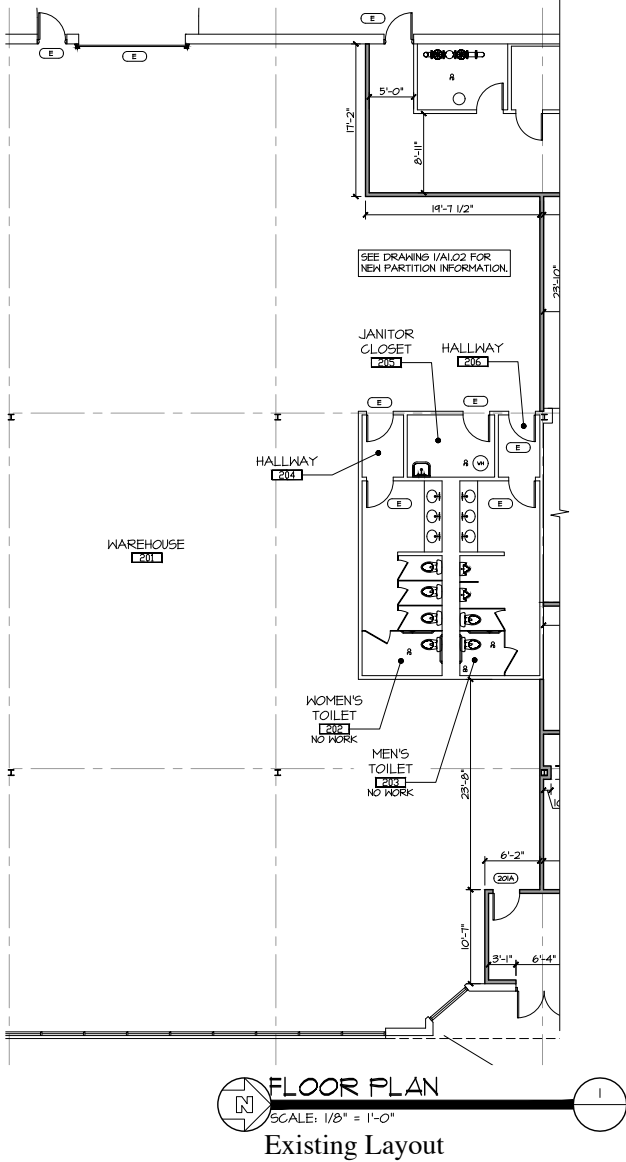 E
E
E
5'-0"
17'-2"
8'-11"
19'-7 1/2"
SEE DRAWING 1/A1.02 FOR
NEW PARTITION INFORMATION.
23'-10"
JANITOR
CLOSET
205
HALLWAY
206
E
E
E
HALLWAY
204
WH
E
E
WAREHOUSE
201
WOMEN'S
TOILET
202
NO WORK
MEN'S
TOILET
203
NO WORK
23'-8"
6'-2"
201A
10'-7"
3'-1"
6'-4"
N
FLOOR PLAN
SCALE: 1/8" = 1'-0"
1
Existing Layout